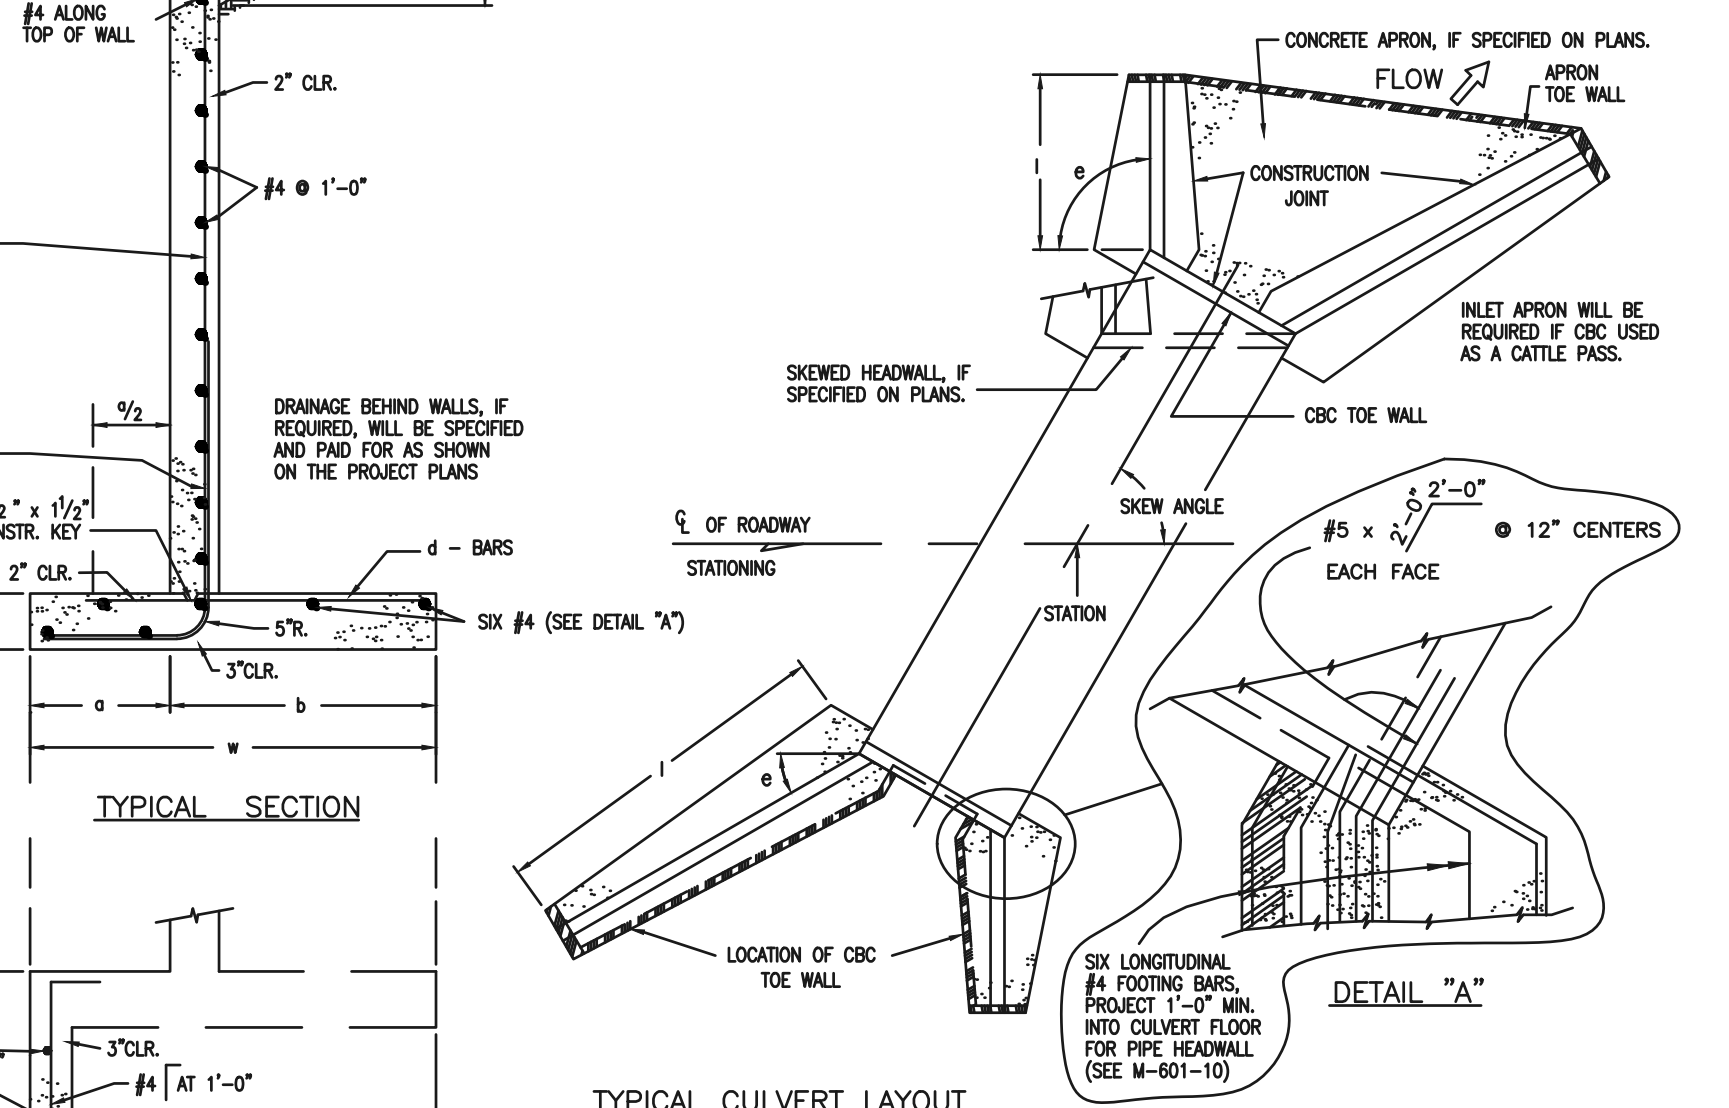 #4 ALONG
TOP OF WALL
2" CLR.
#4 @ 1'-0"
a/2
DRAINAGE BEHIND WALLS, IF
REQUIRED, WILL BE SPECIFIED
AND PAID FOR AS SHOWN
ON THE PROJECT PLANS
2" x 1 1/2"
NSTR. KEY
2" CLR.
d - BARS
SIX #4 (SEE DETAIL "A")
5"R.
3"CLR.
a
b
w
TYPICAL SECTION
3"CLR.
#4 AT 1'-0"
CONCRETE APRON, IF SPECIFIED ON PLANS.
FLOW
APRON
TOE WALL
l
e
CONSTRUCTION
JOINT
INLET APRON WILL BE
REQUIRED IF CBC USED
AS A CATTLE PASS.
SKEWED HEADWALL, IF
SPECIFIED ON PLANS.
CBC TOE WALL
SKEW ANGLE
℄ OF ROADWAY
STATIONING
STATION
l
e
LOCATION OF CBC
TOE WALL
TYPICAL CULVERT LAYOUT
#5 x 2'-0" 2'-0" @ 12" CENTERS
EACH FACE
SIX LONGITUDINAL
#4 FOOTING BARS,
PROJECT 1'-0" MIN.
INTO CULVERT FLOOR
FOR PIPE HEADWALL
(SEE M-601-10)
DETAIL "A"